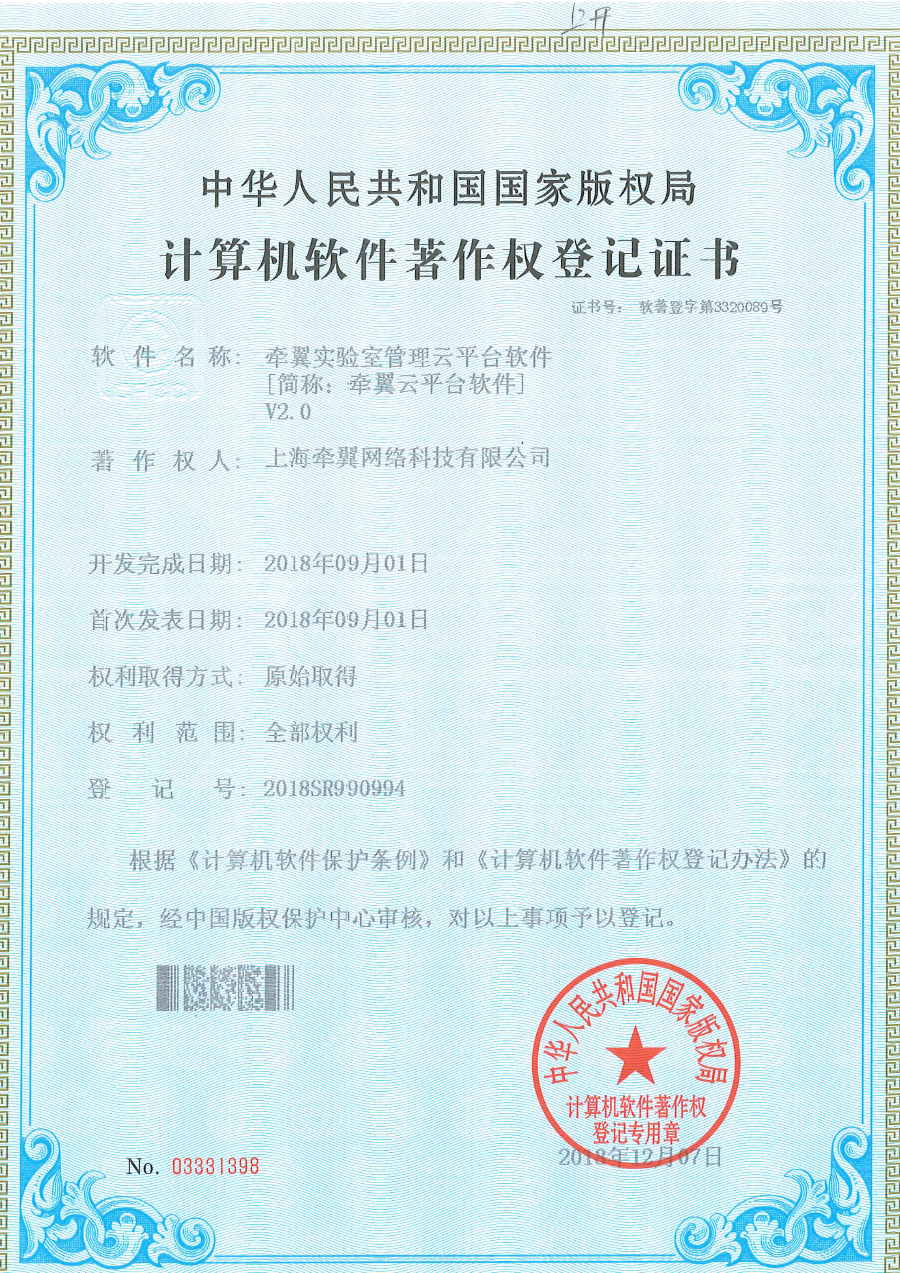 12开
中华人民共和国国家版权局
计算机软件著作权登记证书
证书号： 软著登字第3320089号
软件名称： 牵翼实验室管理云平台软件
[简称：牵翼云平台软件]
V2.0
著作权人： 上海牵翼网络科技有限公司
开发完成日期： 2018年09月01日
首次发表日期： 2018年09月01日
权利取得方式： 原始取得
权利范围： 全部权利
登记号： 2018SR990994
根据《计算机软件保护条例》和《计算机软件著作权登记办法》的
规定，经中国版权保护中心审核，对以上事项予以登记。
中华人民共和国国家版权局
计算机软件著作权
登记专用章
No. 03331398
2018年12月07日